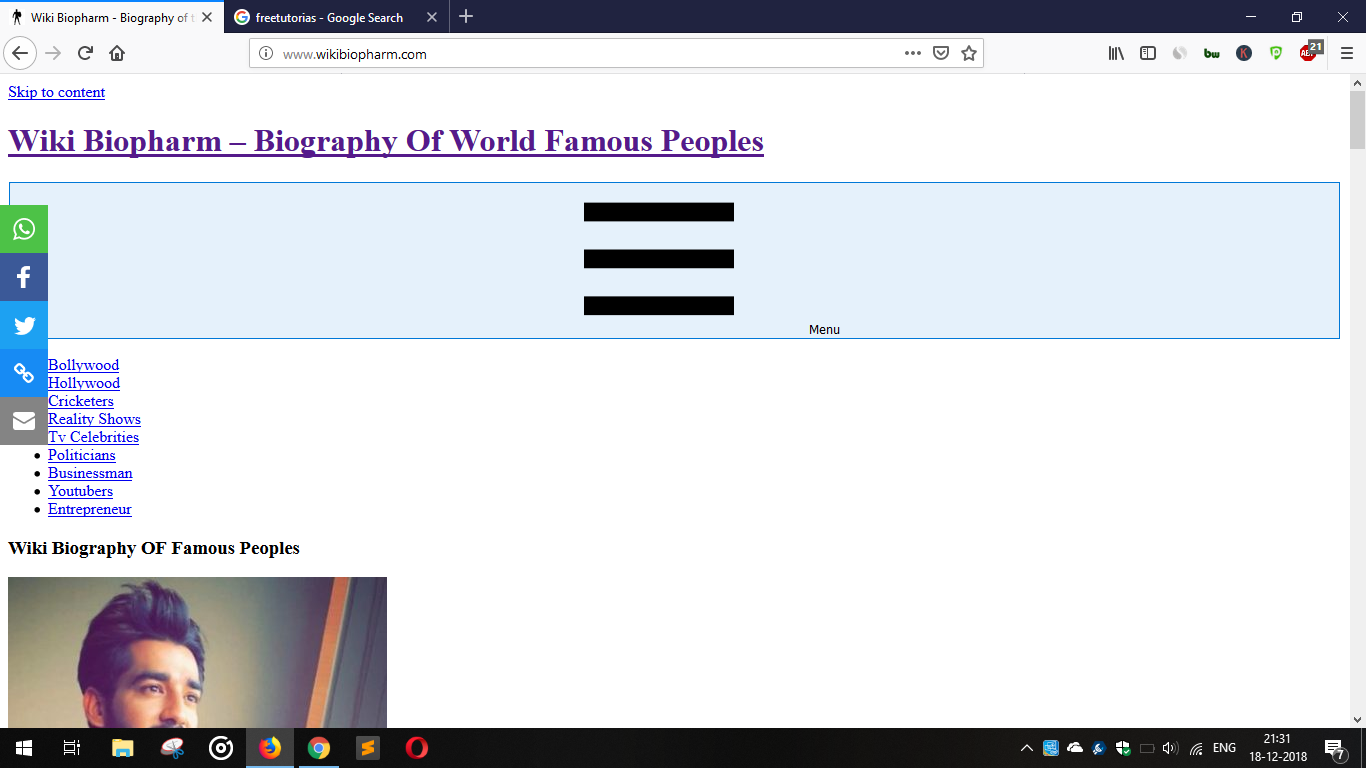 Wiki Biopharm - Biography of t
freetutorias - Google Search
www.wikibiopharm.com
bw
K
ABP
21
Skip to content
Wiki Biopharm – Biography Of World Famous Peoples
Menu
Bollywood
Hollywood
Cricketers
Reality Shows
Tv Celebrities
Politicians
Businessman
Youtubers
Entrepreneur
Wiki Biography OF Famous Peoples
ENG
21:31
18-12-2018
7